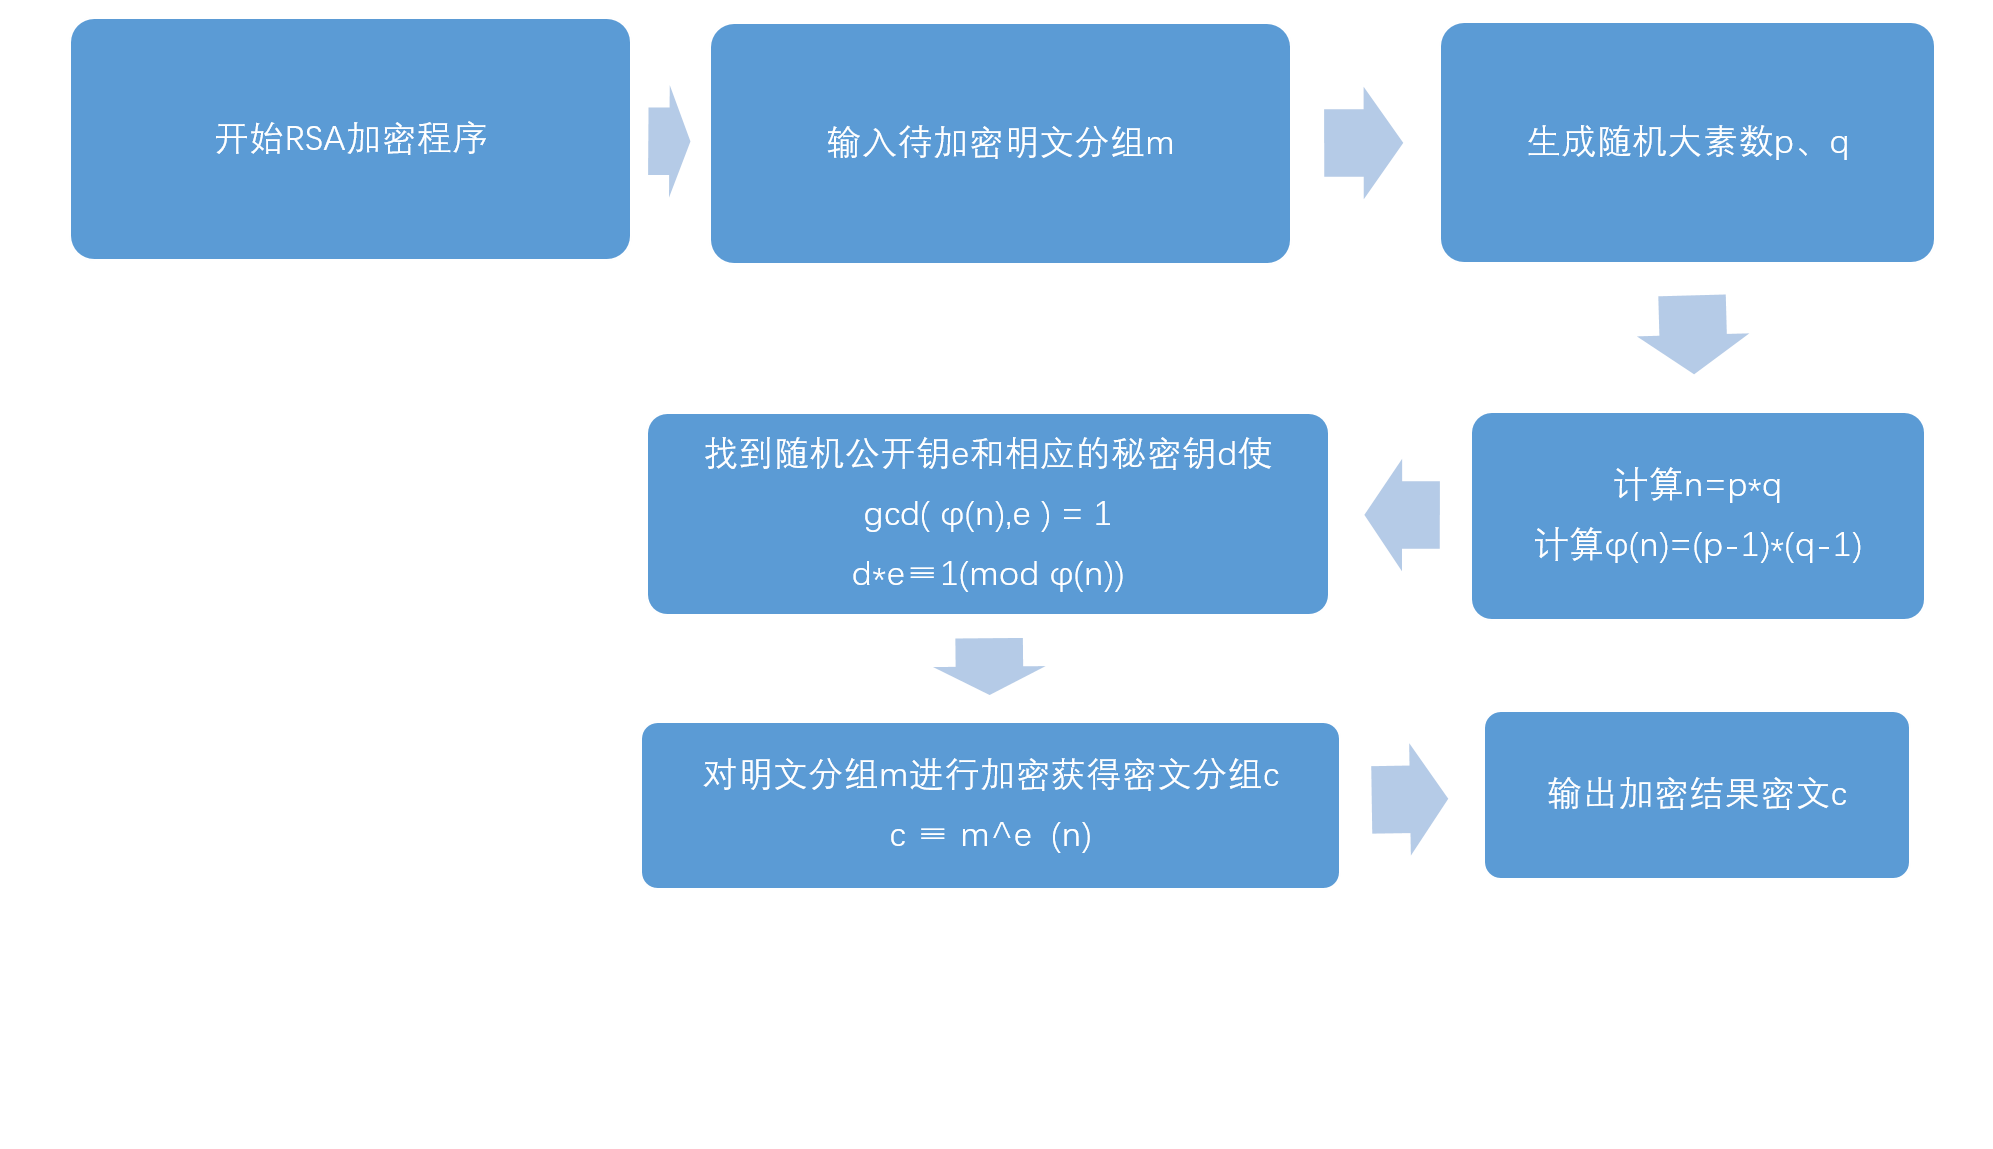 开始RSA加密程序
输入待加密明文分组m
生成随机大素数p、q
计算n=p*q
计算φ(n)=(p-1)*(q-1)
找到随机公开钥e和相应的秘密钥d使
gcd( φ(n),e ) = 1
d*e≡1(mod φ(n))
对明文分组m进行加密获得密文分组c
c ≡ m^e  (n)
输出加密结果密文c